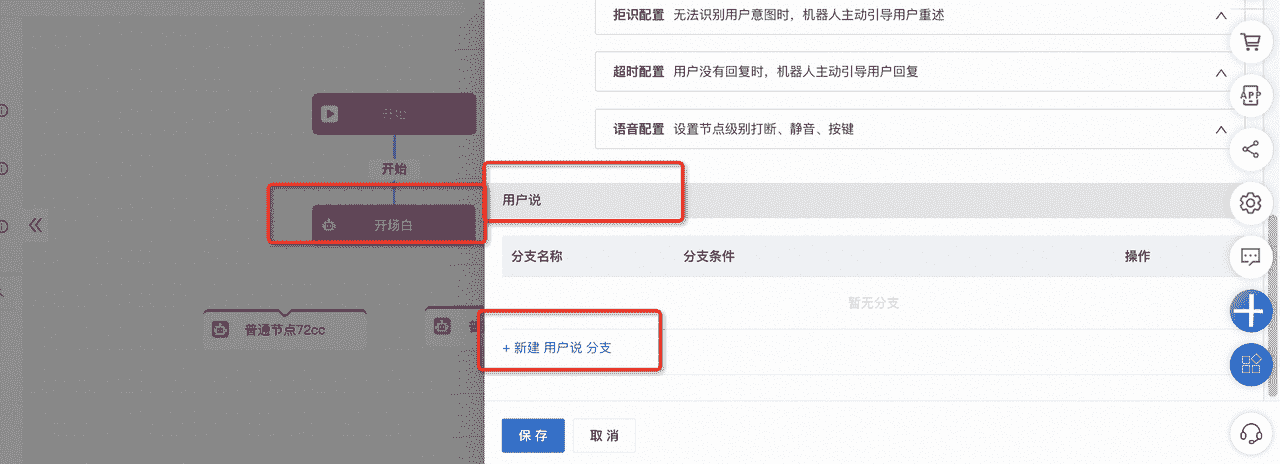 拒识配置 无法识别用户意图时，机器人主动引导用户重述
超时配置 用户没有回复时，机器人主动引导用户回复
语音配置 设置节点级别打断、静音、按键
APP
开始
开场白
普通节点72cc
用户说
分支名称 分支条件 操作
暂无分支
+ 新建 用户说 分支
保存 取消